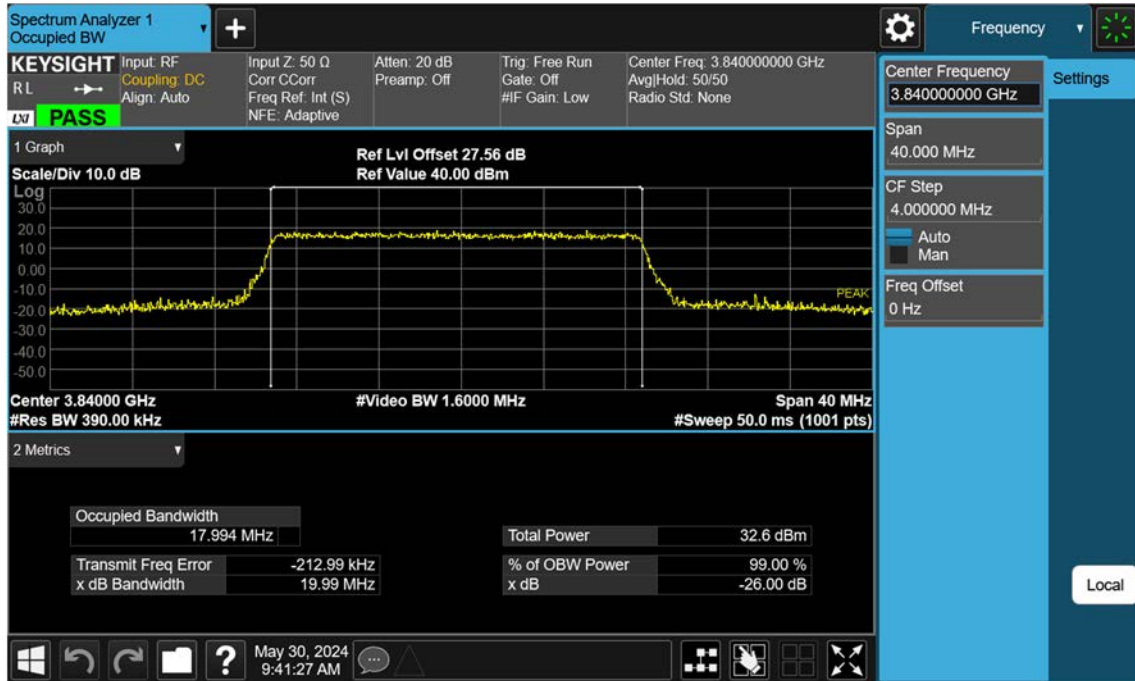 Spectrum Analyzer 1
Occupied BW
+
Frequency
KEYSIGHT
R L
LXI PASS
Input: RF
Coupling: DC
Align: Auto
Input Z: 50 Ω
Corr CCorr
Freq Ref: Int (S)
NFE: Adaptive
Atten: 20 dB
Preamp: Off
Trig: Free Run
Gate: Off
#IF Gain: Low
Center Freq: 3.840000000 GHz
Avg|Hold: 50/50
Radio Std: None
Center Frequency
3.840000000 GHz
Settings
Span
40.000 MHz
CF Step
4.000000 MHz
Auto
Man
Freq Offset
0 Hz
Local
1 Graph
Scale/Div 10.0 dB
Ref Lvl Offset 27.56 dB
Ref Value 40.00 dBm
Log
30.0
20.0
10.0
0.00
-10.0
-20.0
-30.0
-40.0
-50.0
PEAK
Center 3.84000 GHz
#Video BW 1.6000 MHz
Span 40 MHz
#Res BW 390.00 kHz
#Sweep 50.0 ms (1001 pts)
2 Metrics
Occupied Bandwidth
17.994 MHz
Total Power 32.6 dBm
Transmit Freq Error -212.99 kHz
% of OBW Power 99.00 %
x dB Bandwidth 19.99 MHz
x dB -26.00 dB
?
May 30, 2024
9:41:27 AM